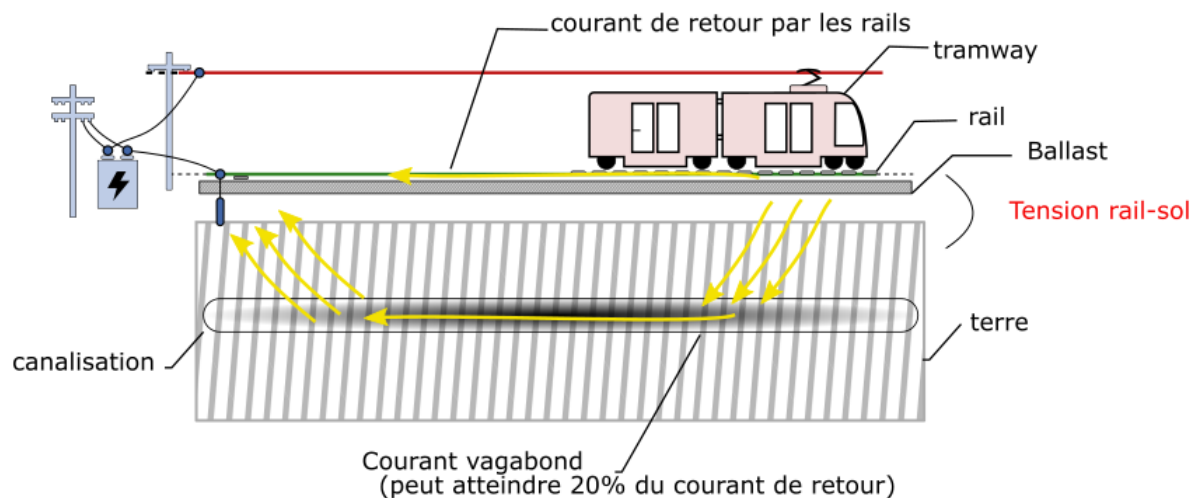 courant de retour par les rails
tramway
rail
Ballast
Tension rail-sol
terre
canalisation
Courant vagabond
(peut atteindre 20% du courant de retour)